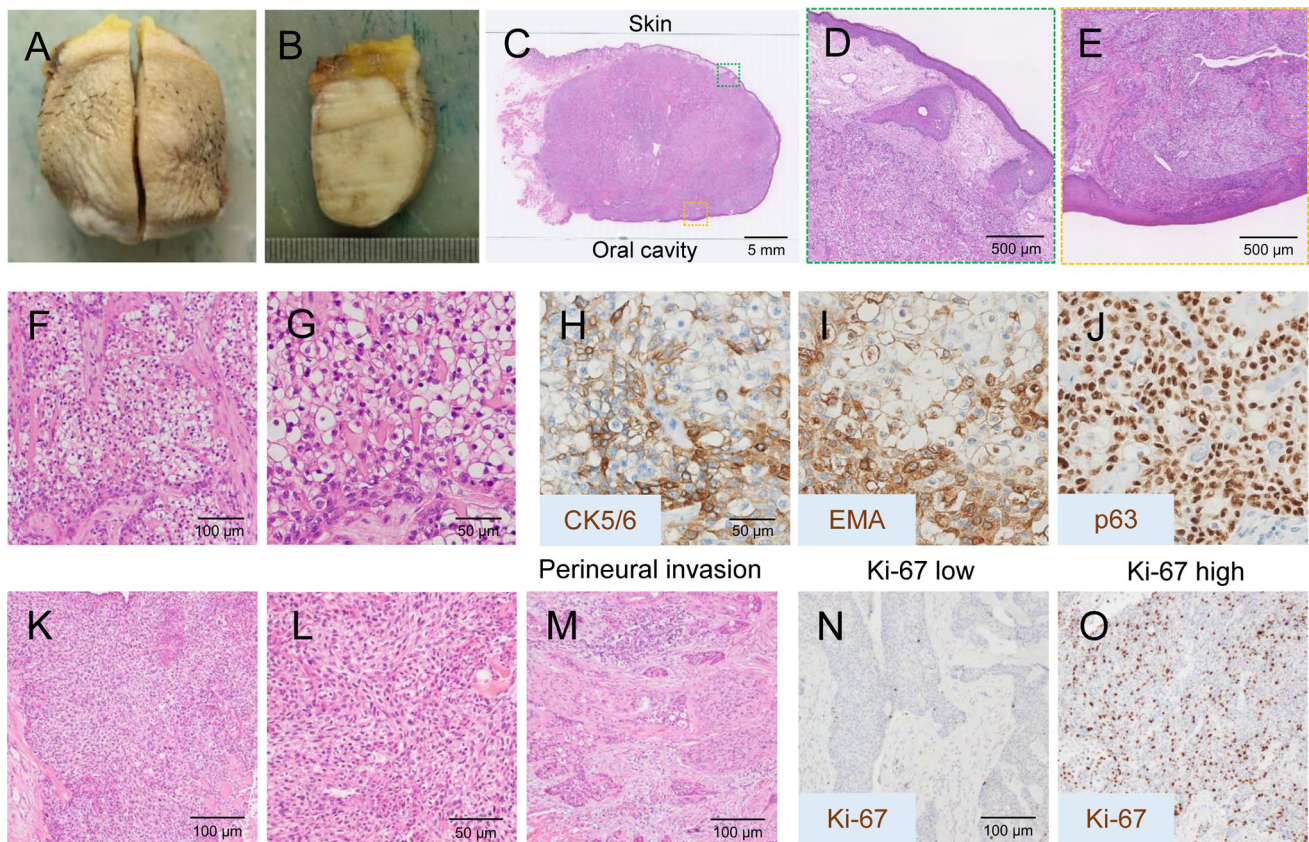 A
B
Skin
C
Oral cavity
5 mm
D
500 µm
E
500 µm
F
100 µm
G
50 µm
H
CK5/6
50 µm
I
EMA
J
p63
Perineural invasion
Ki-67 low
Ki-67 high
K
100 µm
L
50 µm
M
100 µm
N
Ki-67
100 µm
O
Ki-67